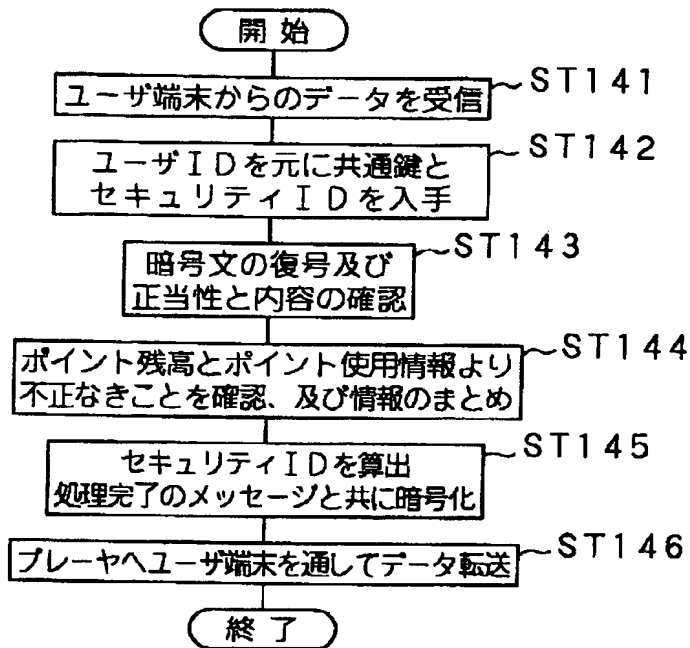 開始
ユーザ端末からのデータを受信
ST141
ユーザIDを元に共通鍵と
セキュリティIDを入手
ST142
暗号文の復号及び
正当性と内容の確認
ST143
ポイント残高とポイント使用情報より
不正なきことを確認、及び情報のまとめ
ST144
セキュリティIDを算出
処理完了のメッセージと共に暗号化
ST145
プレーヤへユーザ端末を通してデータ転送
ST146
終了